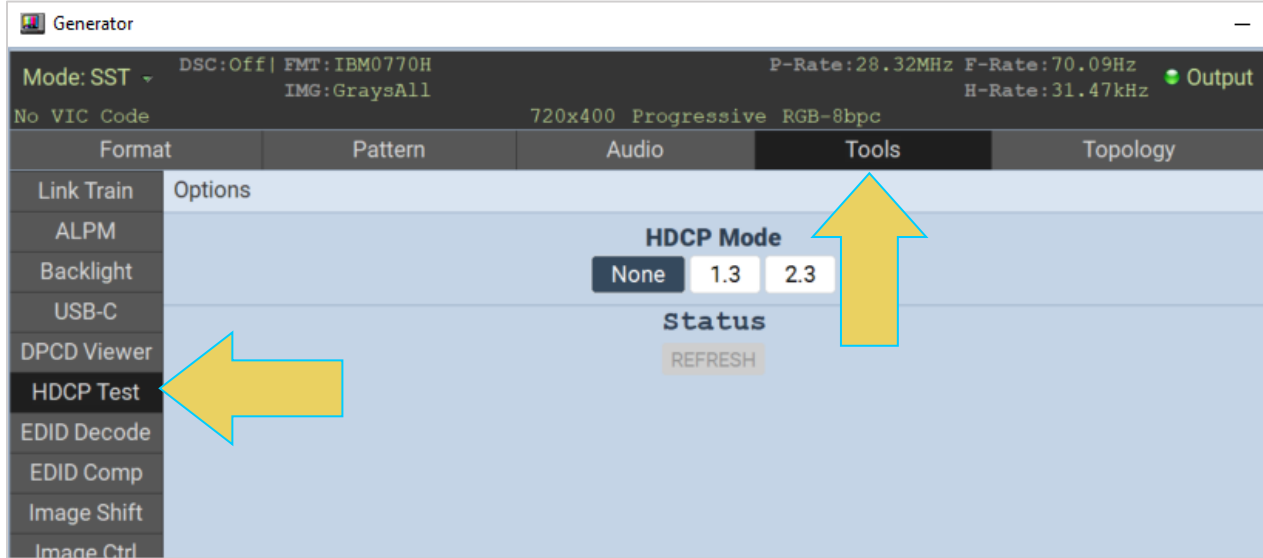 Generator
Mode: SST DSC:Off| FMT:IBM0770H P-Rate:28.32MHz F-Rate:70.09Hz Output
IMG:GraysAll H-Rate:31.47kHz
No VIC Code 720x400 Progressive RGB-8bpc
Format Pattern Audio Tools Topology
Link Train Options
ALPM
HDCP Mode
Backlight None 1.3 2.3
USB-C
Status
DPCD Viewer REFRESH
HDCP Test
EDID Decode
EDID Comp
Image Shift
Image Ctrl